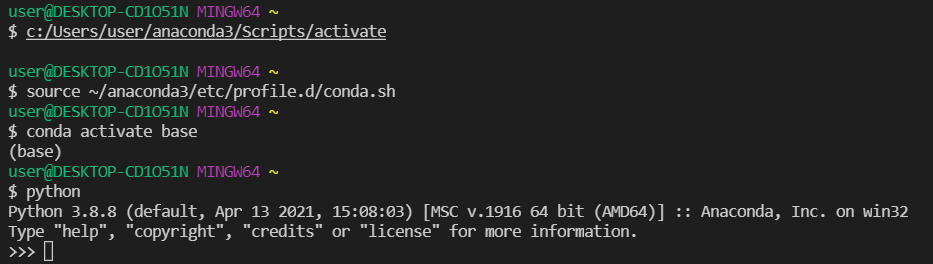 user@DESKTOP-CD1O51N MINGW64 ~
$ c:/Users/user/anaconda3/Scripts/activate
user@DESKTOP-CD1O51N MINGW64 ~
$ source ~/anaconda3/etc/profile.d/conda.sh
user@DESKTOP-CD1O51N MINGW64 ~
$ conda activate base
(base)
user@DESKTOP-CD1O51N MINGW64 ~
$ python
Python 3.8.8 (default, Apr 13 2021, 15:08:03) [MSC v.1916 64 bit (AMD64)] :: Anaconda, Inc. on win32
Type "help", "copyright", "credits" or "license" for more information.
>>>